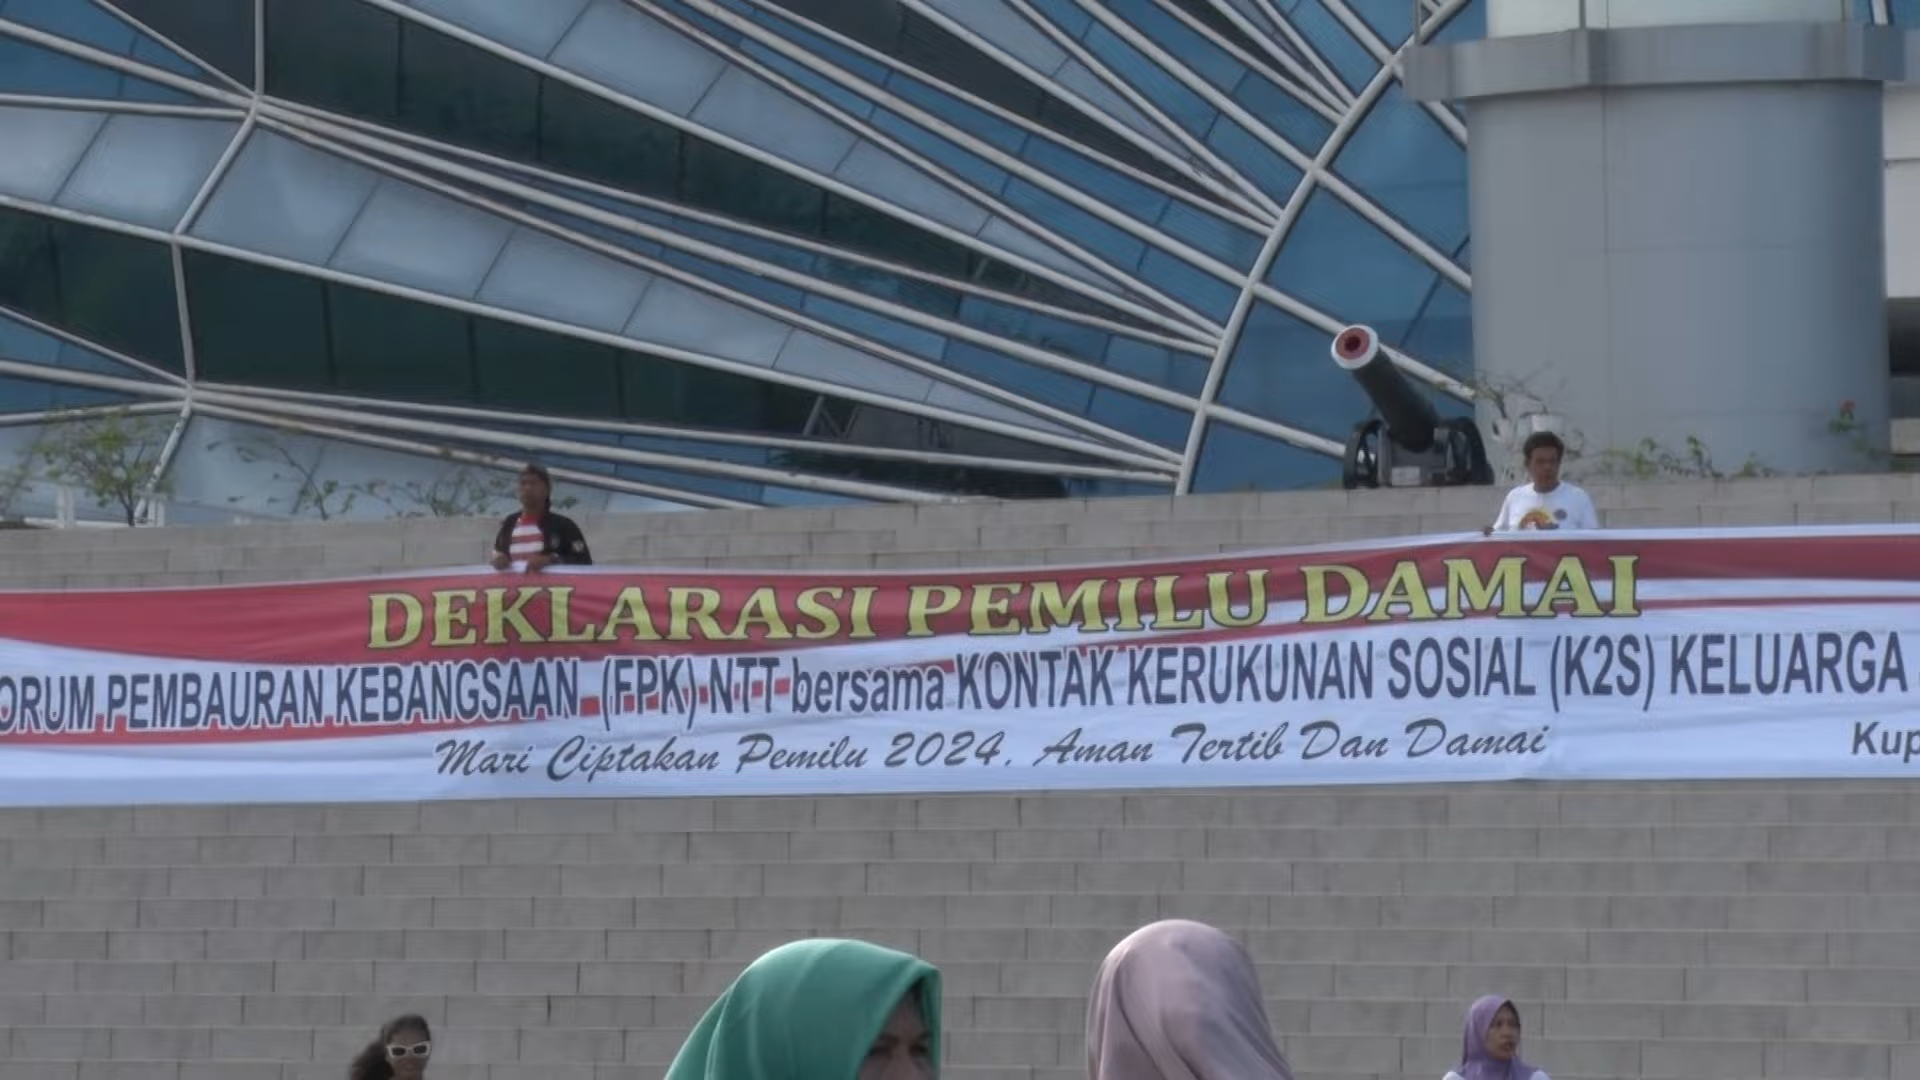 DEKLARASI PEMILU DAMAI
ORUM PEMBAURAN KEBANGSAAN (FPK) NTT bersama KONTAK KERUKUNAN SOSIAL (K2S) KELUARGA
Mari Ciptakan Pemilu 2024, Aman Tertib Dan Damai
Kup